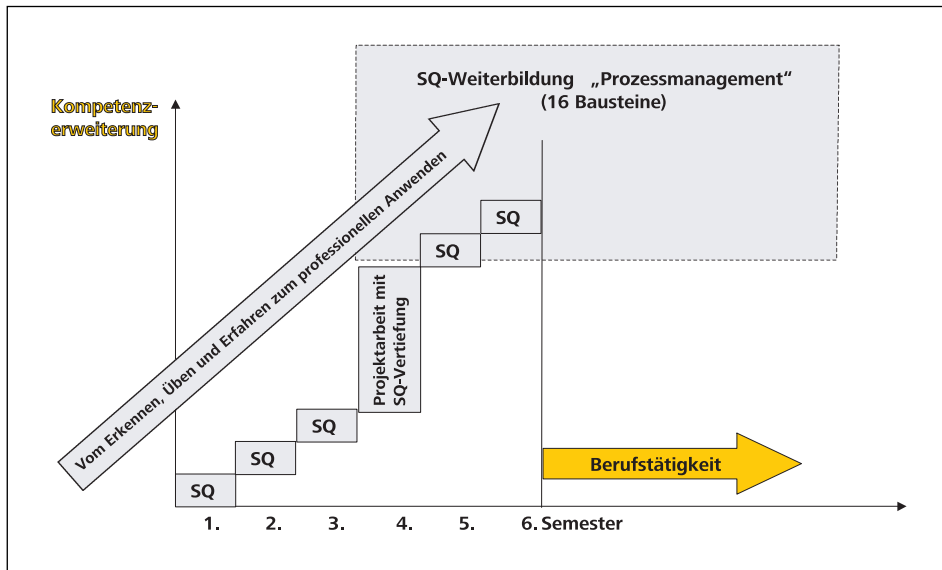 SQ-Weiterbildung „Prozessmanagement“
(16 Bausteine)
Kompetenz-
erweiterung
Vom Erkennen, Üben und Erfahren zum professionellen Anwenden
SQ
SQ
Projektarbeit mit
SQ-Vertiefung
SQ
SQ
SQ
Berufstätigkeit
1. 2. 3. 4. 5. 6. Semester